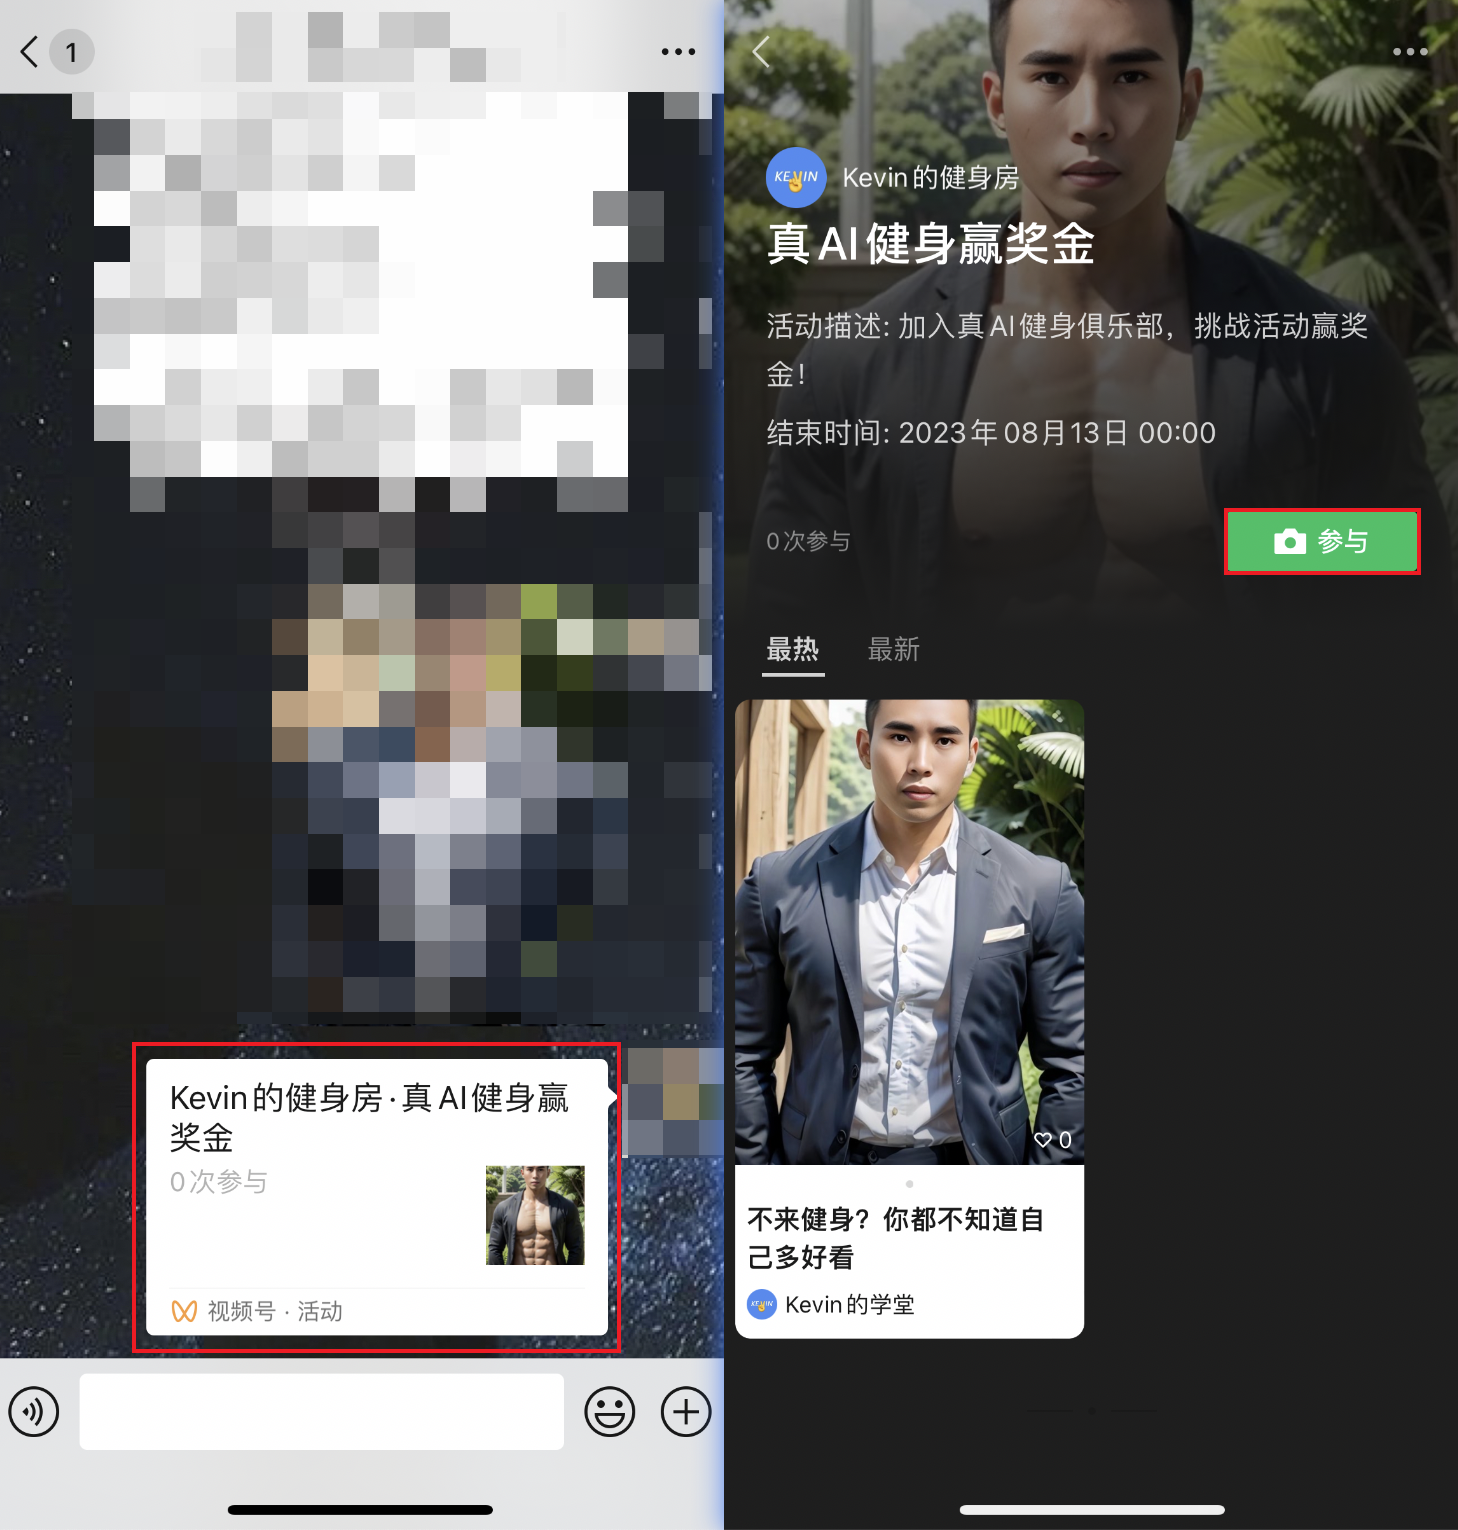 1
Kevin的健身房·真AI健身赢
奖金
0次参与
视频号 · 活动
KEVIN
Kevin的健身房
真AI健身赢奖金
活动描述: 加入真AI健身俱乐部，挑战活动赢奖
金！
结束时间: 2023年08月13日 00:00
0次参与
参与
最热
最新
0
不来健身？你都不知道自
己多好看
KEVIN
Kevin的学堂